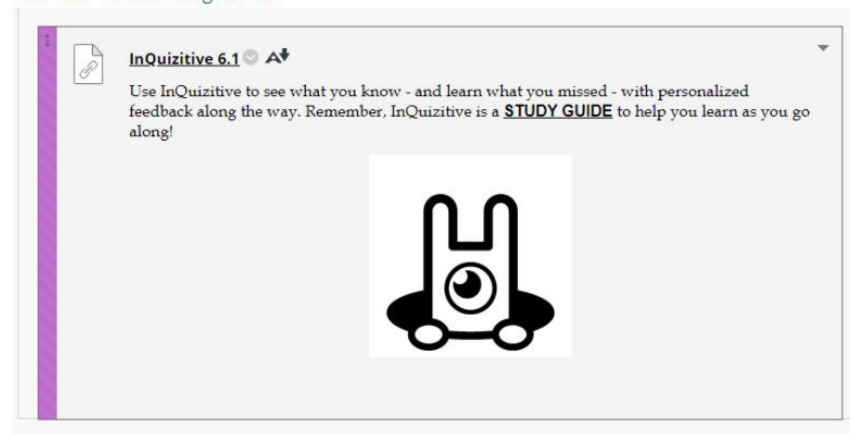 InQuizitive 6.1
Use InQuizitive to see what you know - and learn what you missed - with personalized
feedback along the way. Remember, InQuizitive is a STUDY GUIDE to help you learn as you go
along!